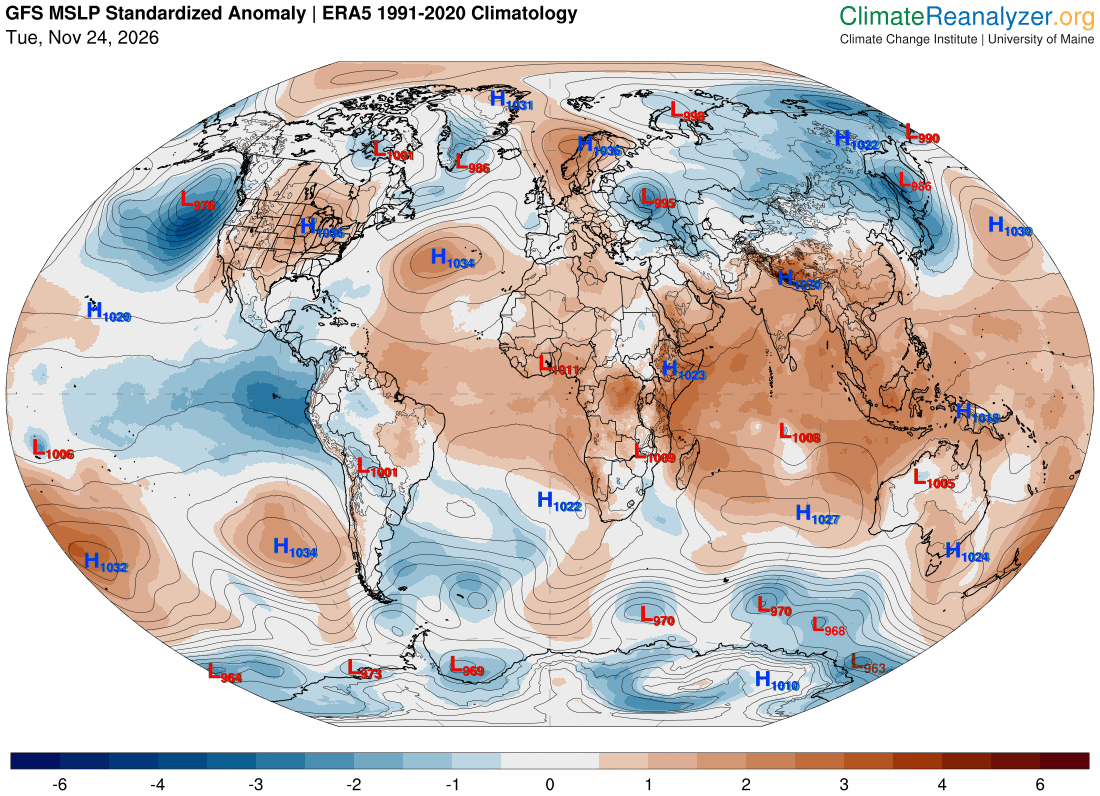 GFS MSLP Standardized Anomaly | ERA5 1991-2020 Climatology
Tue, Nov 24, 2026
ClimateReanalyzer.org
Climate Change Institute | University of Maine
H1031
L998
L990
H1022
L1001
L986
H1036
L986
L976
L995
H1036
H1030
H1034
H1020
L1011
H1023
H1018
L1006
L1008
L1001
L1009
L1005
H1022
H1027
H1034
H1024
H1032
L970
L970
L968
L964
L973
L969
L963
H1010
-6 -4 -3 -2 -1 0 1 2 3 4 6